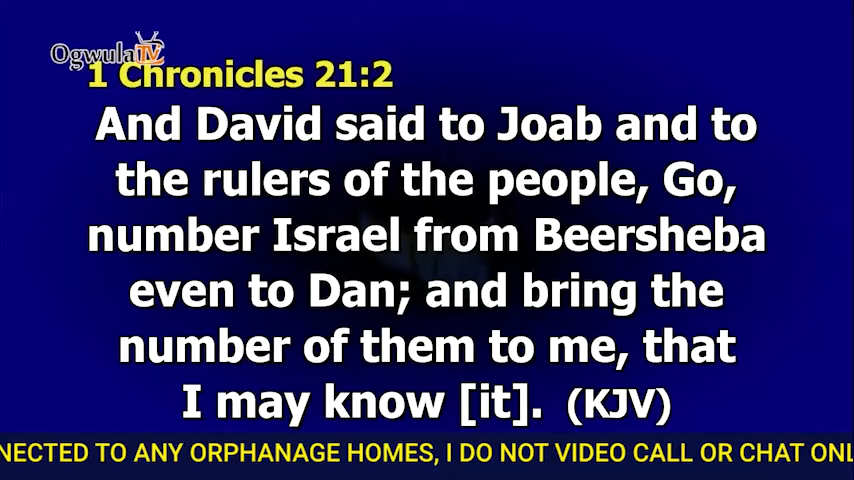 OgwulaTV
1 Chronicles 21:2
And David said to Joab and to
the rulers of the people, Go,
number Israel from Beersheba
even to Dan; and bring the
number of them to me, that
I may know [it]. (KJV)
NECTED TO ANY ORPHANAGE HOMES, I DO NOT VIDEO CALL OR CHAT ONL